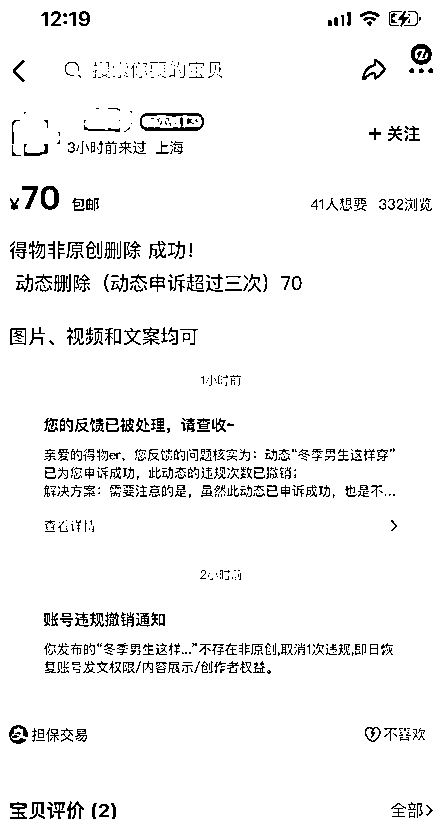 12:19
搜索你要的宝贝
3小时前来过 上海
+ 关注
¥70 包邮
41人想要 332浏览
得物非原创删除 成功！
动态删除（动态申诉超过三次）70
图片、视频和文案均可
1小时前
您的反馈已被处理，请查收~
亲爱的得物er、您反馈的问题核实为：动态“冬季男生这样穿”
已为您申诉成功，此动态的违规次数已撤销；
解决方案：需要注意的是，虽然此动态已申诉成功，也是不...
查看详情
2小时前
账号违规撤销通知
你发布的“冬季男生这样...”不存在非原创,取消1次违规,即日恢
复账号发文权限/内容展示/创作者权益。
担保交易
不喜欢
宝贝评价 (2)
全部